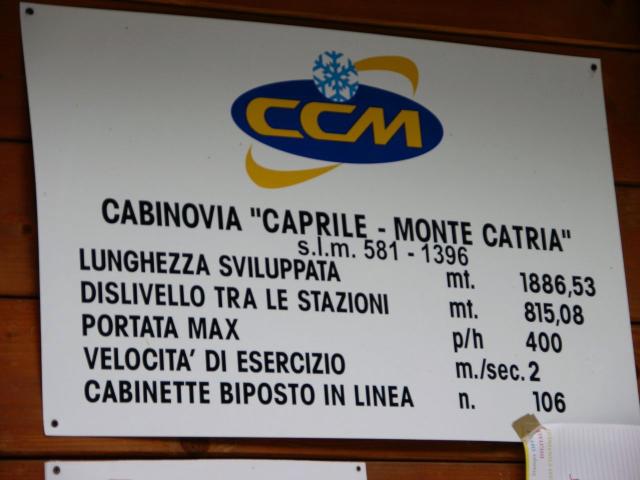 CCM
CABINOVIA "CAPRILE - MONTE CATRIA"
s.l.m. 581 - 1396
LUNGHEZZA SVILUPPATA mt. 1886,53
DISLIVELLO TRA LE STAZIONI mt. 815,08
PORTATA MAX p/h 400
VELOCITA' DI ESERCIZIO m./sec. 2
CABINETTE BIPOSTO IN LINEA n. 106